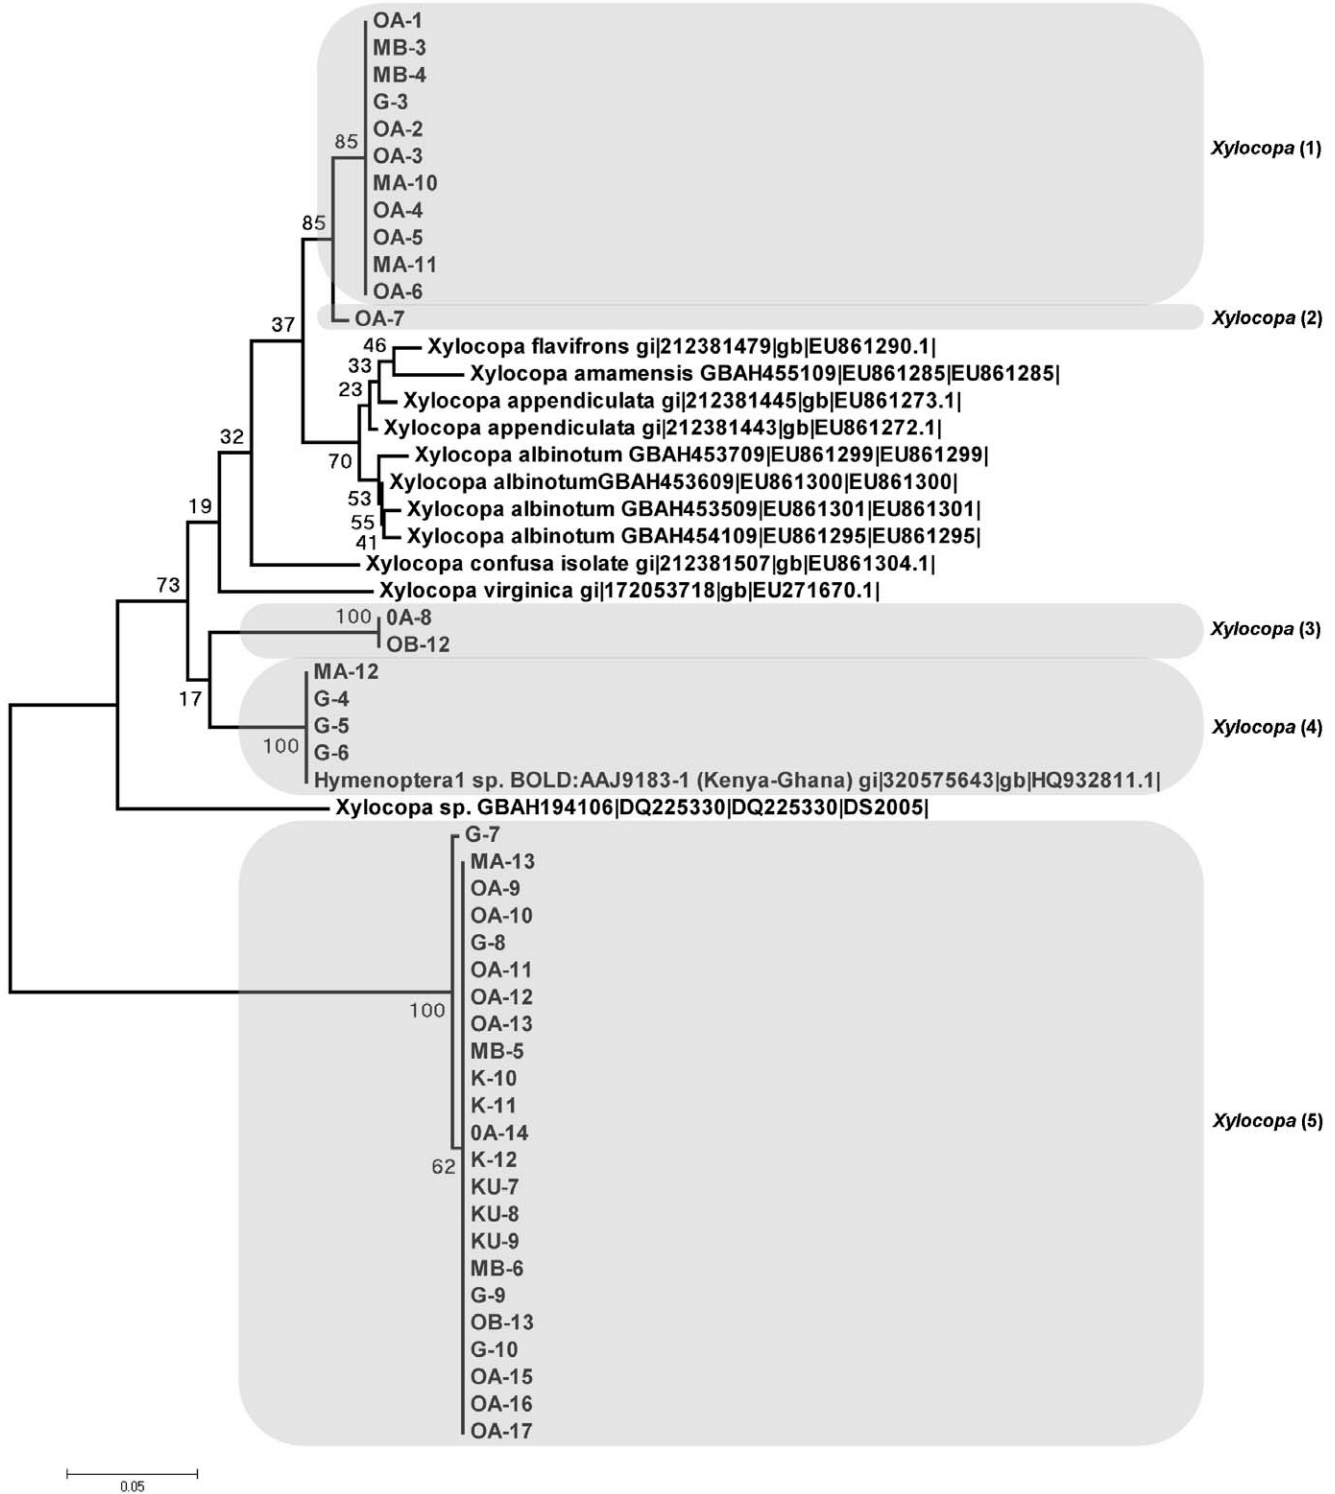 OA-1
MB-3
MB-4
G-3
OA-2
85
OA-3
Xylocopa (1)
MA-10
OA-4
85
OA-5
MA-11
OA-6
OA-7
Xylocopa (2)
37
46
Xylocopa flavifrons gi|212381479|gb|EU861290.1|
33
Xylocopa amamensis GBAH455109|EU861285|EU861285|
23
Xylocopa appendiculata gi|212381445|gb|EU861273.1|
Xylocopa appendiculata gi|212381443|gb|EU861272.1|
32
70
Xylocopa albinotum GBAH453709|EU861299|EU861299|
Xylocopa albinotumGBAH453609|EU861300|EU861300|
53
19
Xylocopa albinotum GBAH453509|EU861301|EU861301|
55
Xylocopa albinotum GBAH454109|EU861295|EU861295|
41
Xylocopa confusa isolate gi|212381507|gb|EU861304.1|
73
Xylocopa virginica gi|172053718|gb|EU271670.1|
100
0A-8
Xylocopa (3)
OB-12
MA-12
17
G-4
G-5
Xylocopa (4)
100
G-6
Hymenoptera1 sp. BOLD:AAJ9183-1 (Kenya-Ghana) gi|320575643|gb|HQ932811.1|
Xylocopa sp. GBAH194106|DQ225330|DQ225330|DS2005|
G-7
MA-13
OA-9
OA-10
G-8
OA-11
OA-12
100
OA-13
MB-5
K-10
K-11
Xylocopa (5)
0A-14
K-12
62
KU-7
KU-8
KU-9
MB-6
G-9
OB-13
G-10
OA-15
OA-16
OA-17
0.05